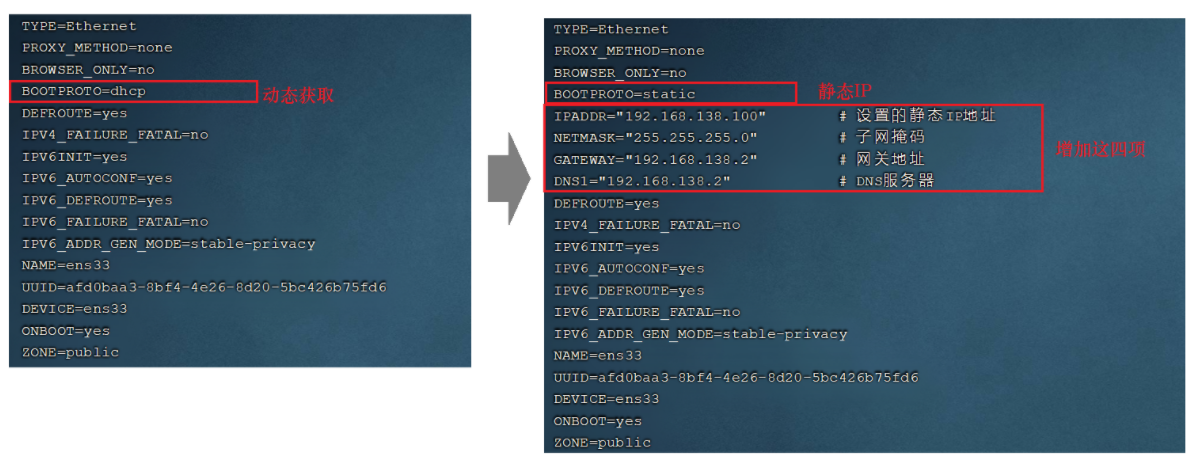 TYPE=Ethernet
PROXY_METHOD=none
BROWSER_ONLY=no
BOOTPROTO=dhcp 动态获取
DEFROUTE=yes
IPV4_FAILURE_FATAL=no
IPV6INIT=yes
IPV6_AUTOCONF=yes
IPV6_DEFROUTE=yes
IPV6_FAILURE_FATAL=no
IPV6_ADDR_GEN_MODE=stable-privacy
NAME=ens33
UUID=afd0baa3-8bf4-4e26-8d20-5bc426b75fd6
DEVICE=ens33
ONBOOT=yes
ZONE=public
TYPE=Ethernet
PROXY_METHOD=none
BROWSER_ONLY=no
BOOTPROTO=static 静态IP
IPADDR="192.168.138.100" # 设置的静态IP地址
NETMASK="255.255.255.0" # 子网掩码
GATEWAY="192.168.138.2" # 网关地址
DNS1="192.168.138.2" # DNS服务器
增加这四项
DEFROUTE=yes
IPV4_FAILURE_FATAL=no
IPV6INIT=yes
IPV6_AUTOCONF=yes
IPV6_DEFROUTE=yes
IPV6_FAILURE_FATAL=no
IPV6_ADDR_GEN_MODE=stable-privacy
NAME=ens33
UUID=afd0baa3-8bf4-4e26-8d20-5bc426b75fd6
DEVICE=ens33
ONBOOT=yes
ZONE=public